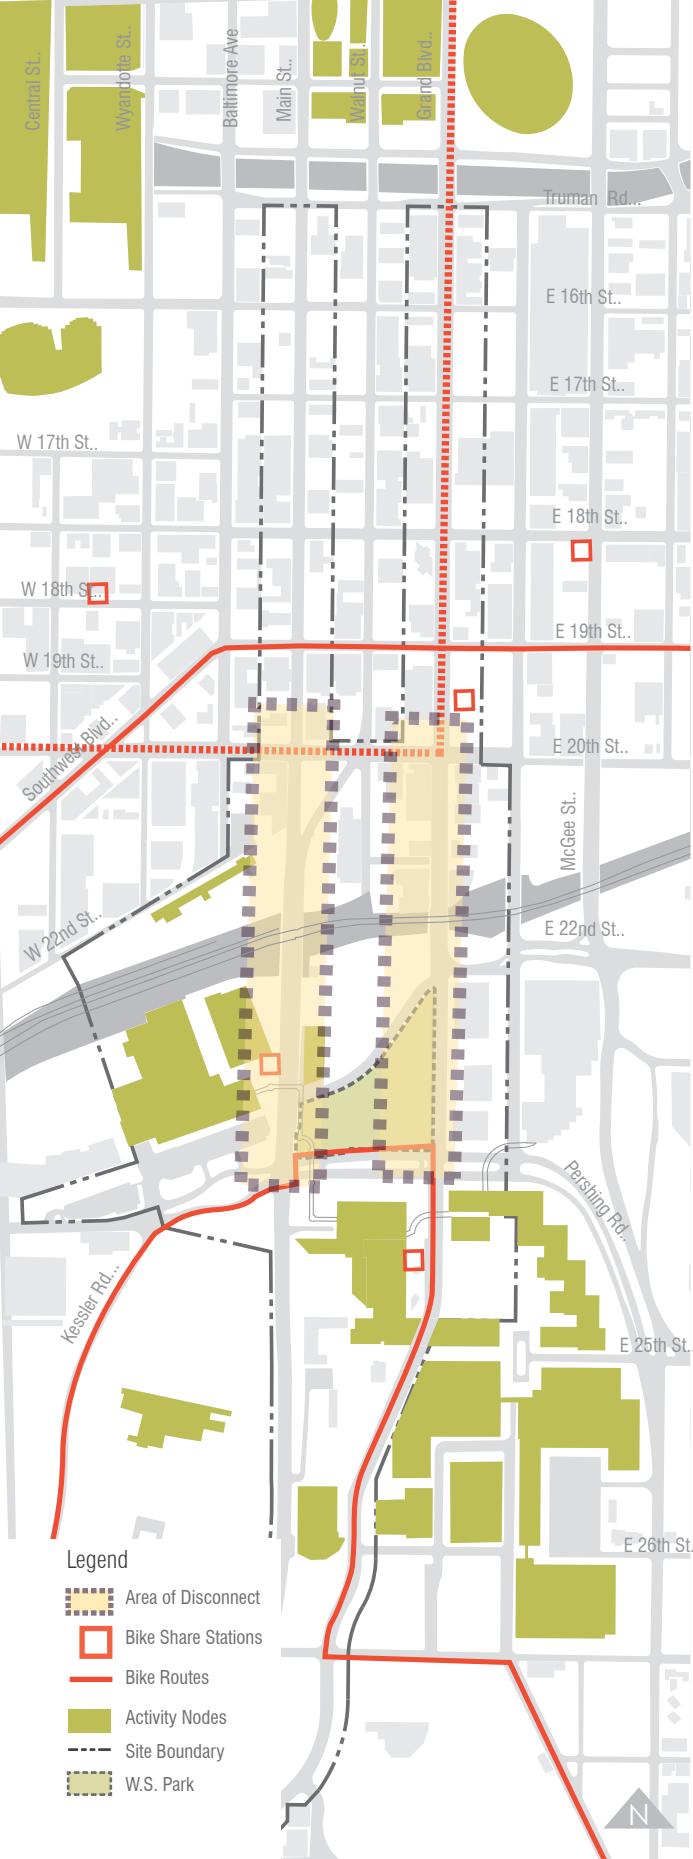 Central St..
Wyandotte St..
Baltimore Ave
Main St..
Walnut St..
Grand Blvd..
Truman Rd...
E 16th St..
E 17th St..
W 17th St..
E 18th St..
W 18th St..
E 19th St..
W 19th St..
Southwest Blvd..
E 20th St..
McGee St..
W 22nd St..
E 22nd St..
Pershing Rd...
Kessler Rd...
E 25th St..
E 26th St..
Legend
Area of Disconnect
Bike Share Stations
Bike Routes
Activity Nodes
Site Boundary
W.S. Park
N